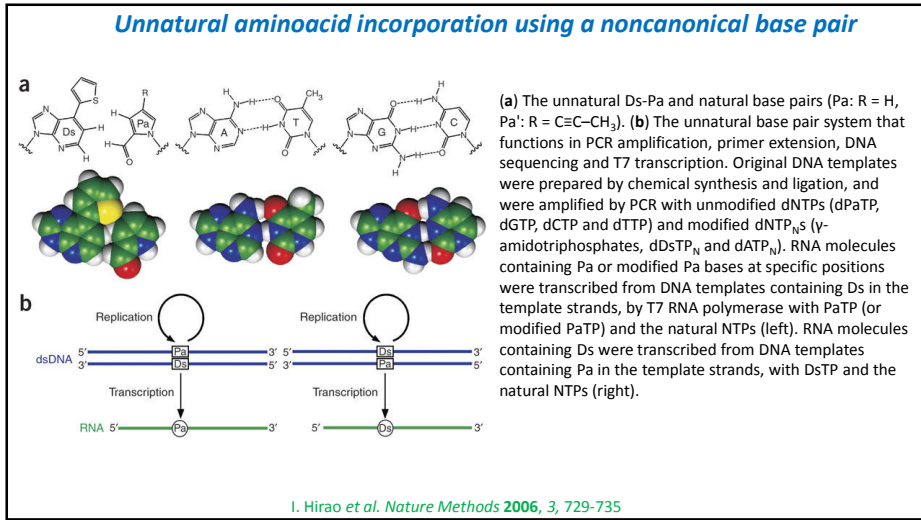 Unnatural aminoacid incorporation using a noncanonical base pair
a
S
N
N
N
Ds
H
H
R
H
Pa
N
O
H
H
N
H
O
CH3
N
N
A
N
N
H
N
T
N
O
H
O
H
N
N
N
G
N
H
N
C
N
N
N
H
O
H
(a) The unnatural Ds-Pa and natural base pairs (Pa: R = H,
Pa': R = C≡C–CH3). (b) The unnatural base pair system that
functions in PCR amplification, primer extension, DNA
sequencing and T7 transcription. Original DNA templates
were prepared by chemical synthesis and ligation, and
were amplified by PCR with unmodified dNTPs (dPaTP,
dGTP, dCTP and dTTP) and modified dNTPNs (γ-
amidotriphosphates, dDsTPN and dATPN). RNA molecules
containing Pa or modified Pa bases at specific positions
were transcribed from DNA templates containing Ds in the
template strands, by T7 RNA polymerase with PaTP (or
modified PaTP) and the natural NTPs (left). RNA molecules
containing Ds were transcribed from DNA templates
containing Pa in the template strands, with DsTP and the
natural NTPs (right).
b
Replication
Replication
dsDNA
5′ Pa 3′
3′ Ds 5′
5′ Ds 3′
3′ Pa 5′
Transcription
Transcription
RNA 5′ Pa 3′
5′ Ds 3′
I. Hirao et al. Nature Methods 2006, 3, 729-735